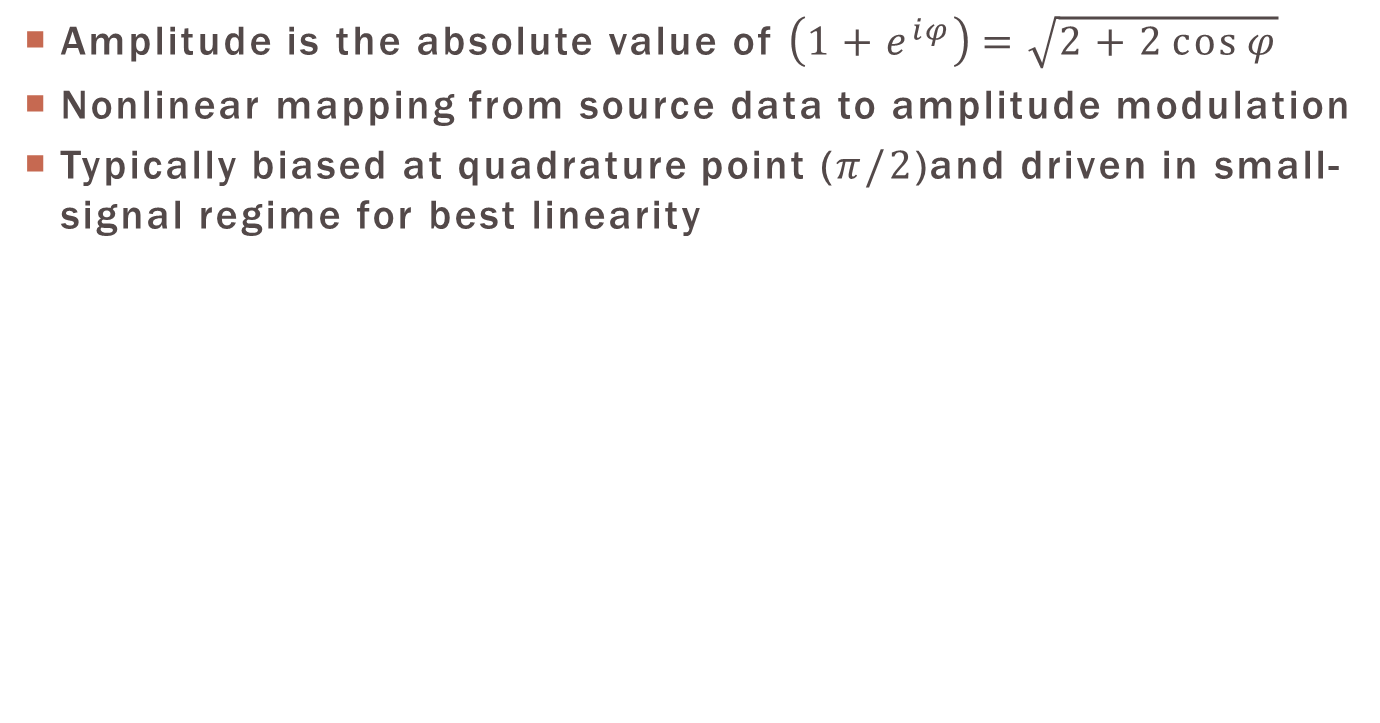 ▪ Amplitude is the absolute value of (1 + e^{iφ}) = √(2 + 2 cos φ)
▪ Nonlinear mapping from source data to amplitude modulation
▪ Typically biased at quadrature point (π/2)and driven in small-
signal regime for best linearity